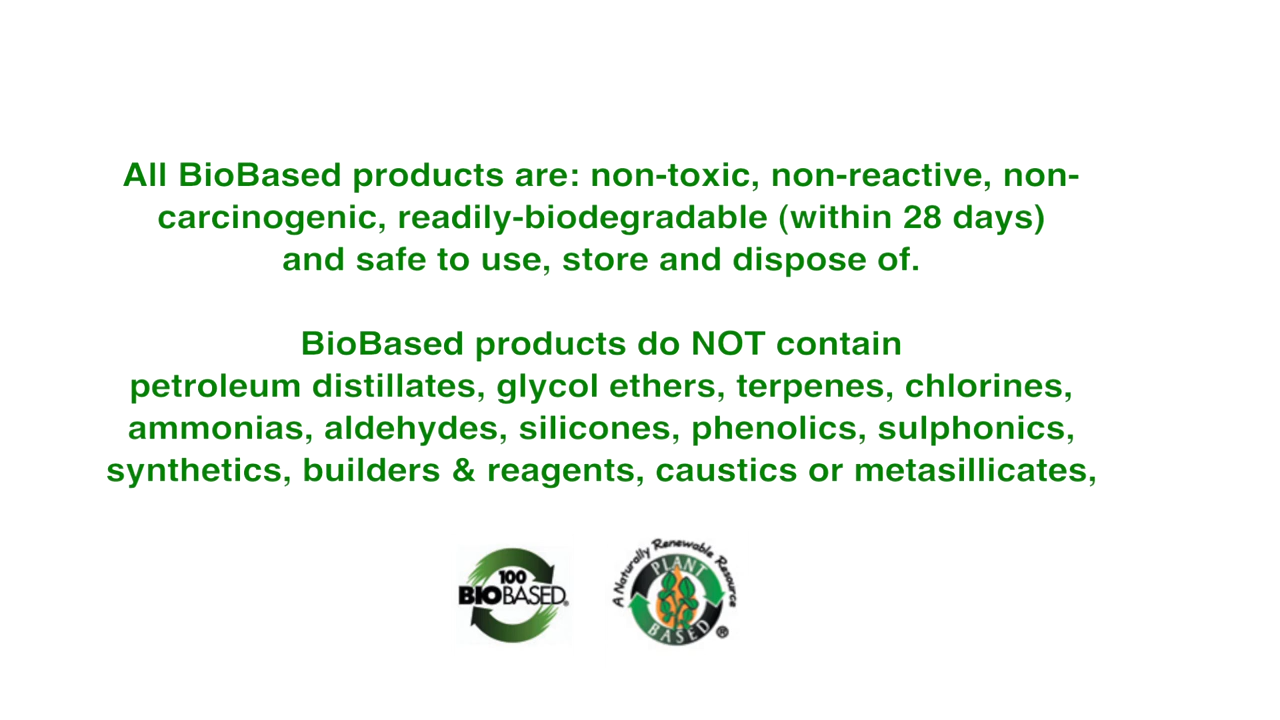 All BioBased products are: non-toxic, non-reactive, non-
carcinogenic, readily-biodegradable (within 28 days)
and safe to use, store and dispose of.
BioBased products do NOT contain
petroleum distillates, glycol ethers, terpenes, chlorines,
ammonias, aldehydes, silicones, phenolics, sulphonics,
synthetics, builders & reagents, caustics or metasillicates,
100
BIOBASED®
A Naturally Renewable Resource
PLANT
BASED
®